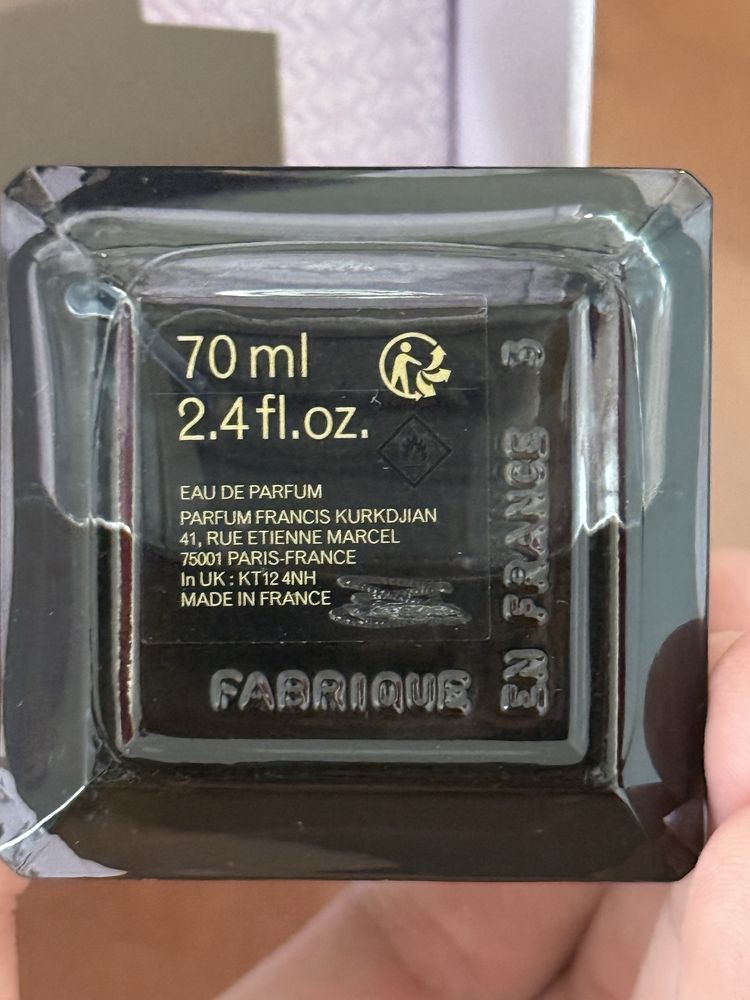 70 ml
2.4 fl.oz.
EAU DE PARFUM
PARFUM FRANCIS KURKDJIAN
41, RUE ETIENNE MARCEL
75001 PARIS-FRANCE
In UK : KT12 4NH
MADE IN FRANCE
FABRIQUE
EN FRANCE 3